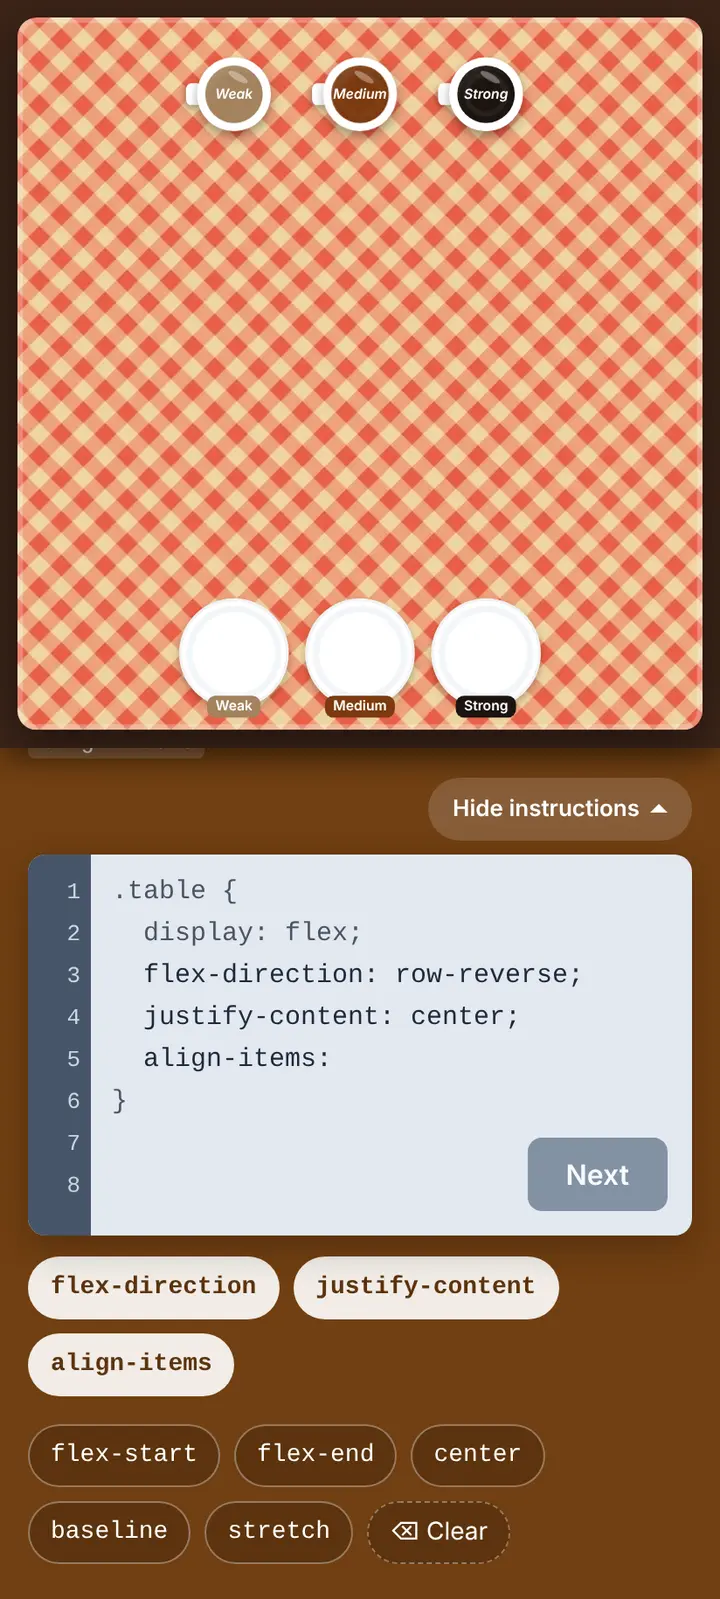 Weak Medium Strong
Weak Medium Strong
Hide instructions
1 .table {
2 display: flex;
3 flex-direction: row-reverse;
4 justify-content: center;
5 align-items:
6 }
7
8
Next
flex-direction justify-content
align-items
flex-start flex-end center
baseline stretch Clear